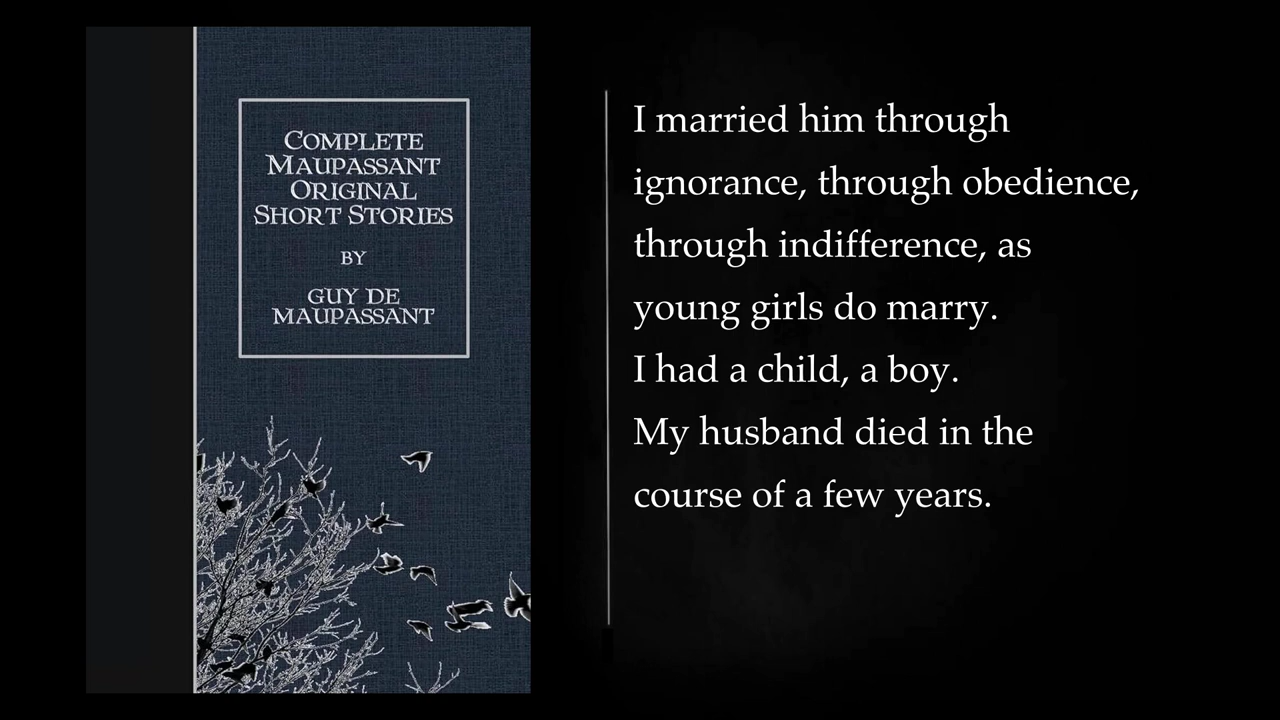 COMPLETE
MAUPASSANT
ORIGINAL
SHORT STORIES
BY
GUY DE
MAUPASSANT
I married him through
ignorance, through obedience,
through indifference, as
young girls do marry.
I had a child, a boy.
My husband died in the
course of a few years.